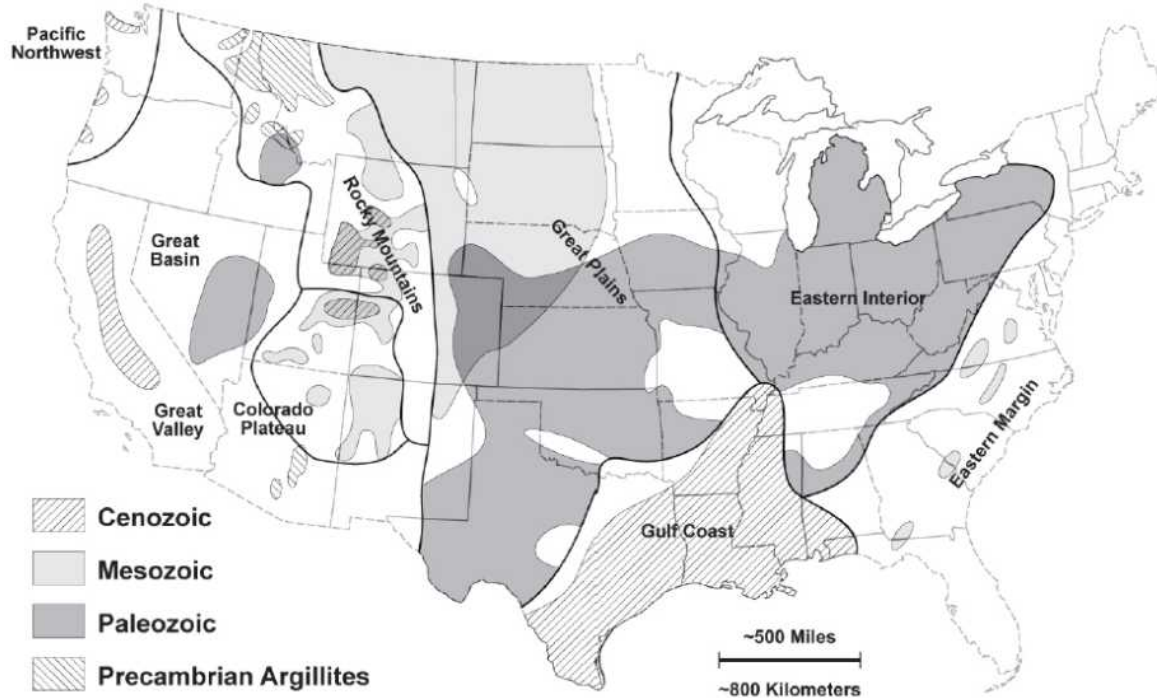 Pacific
Northwest
Rocky Mountains
Great
Basin
Great Plains
Eastern Interior
Great
Valley
Colorado
Plateau
Eastern Margin
Gulf Coast
Cenozoic
Mesozoic
Paleozoic
Precambrian Argillites
~500 Miles
~800 Kilometers